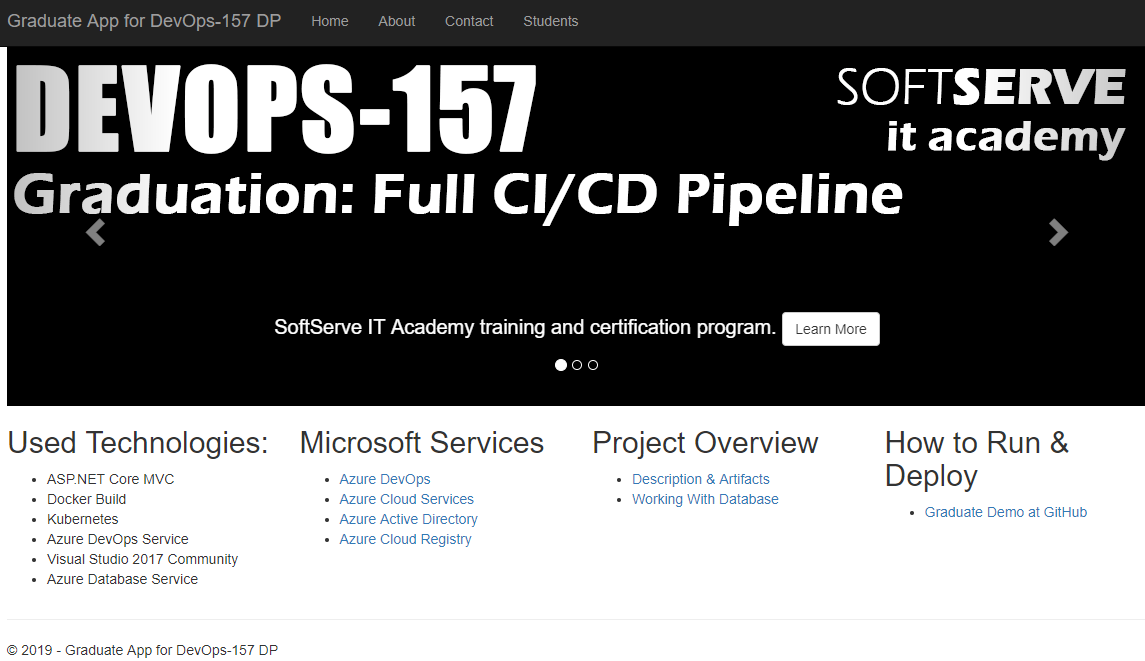 Graduate App for DevOps-157 DP Home About Contact Students
DEVOPS-157
SOFTSERVE
it academy
Graduation: Full CI/CD Pipeline
SoftServe IT Academy training and certification program. Learn More
Used Technologies:
ASP.NET Core MVC
Docker Build
Kubernetes
Azure DevOps Service
Visual Studio 2017 Community
Azure Database Service
Microsoft Services
Azure DevOps
Azure Cloud Services
Azure Active Directory
Azure Cloud Registry
Project Overview
Description & Artifacts
Working With Database
How to Run &
Deploy
Graduate Demo at GitHub
© 2019 - Graduate App for DevOps-157 DP